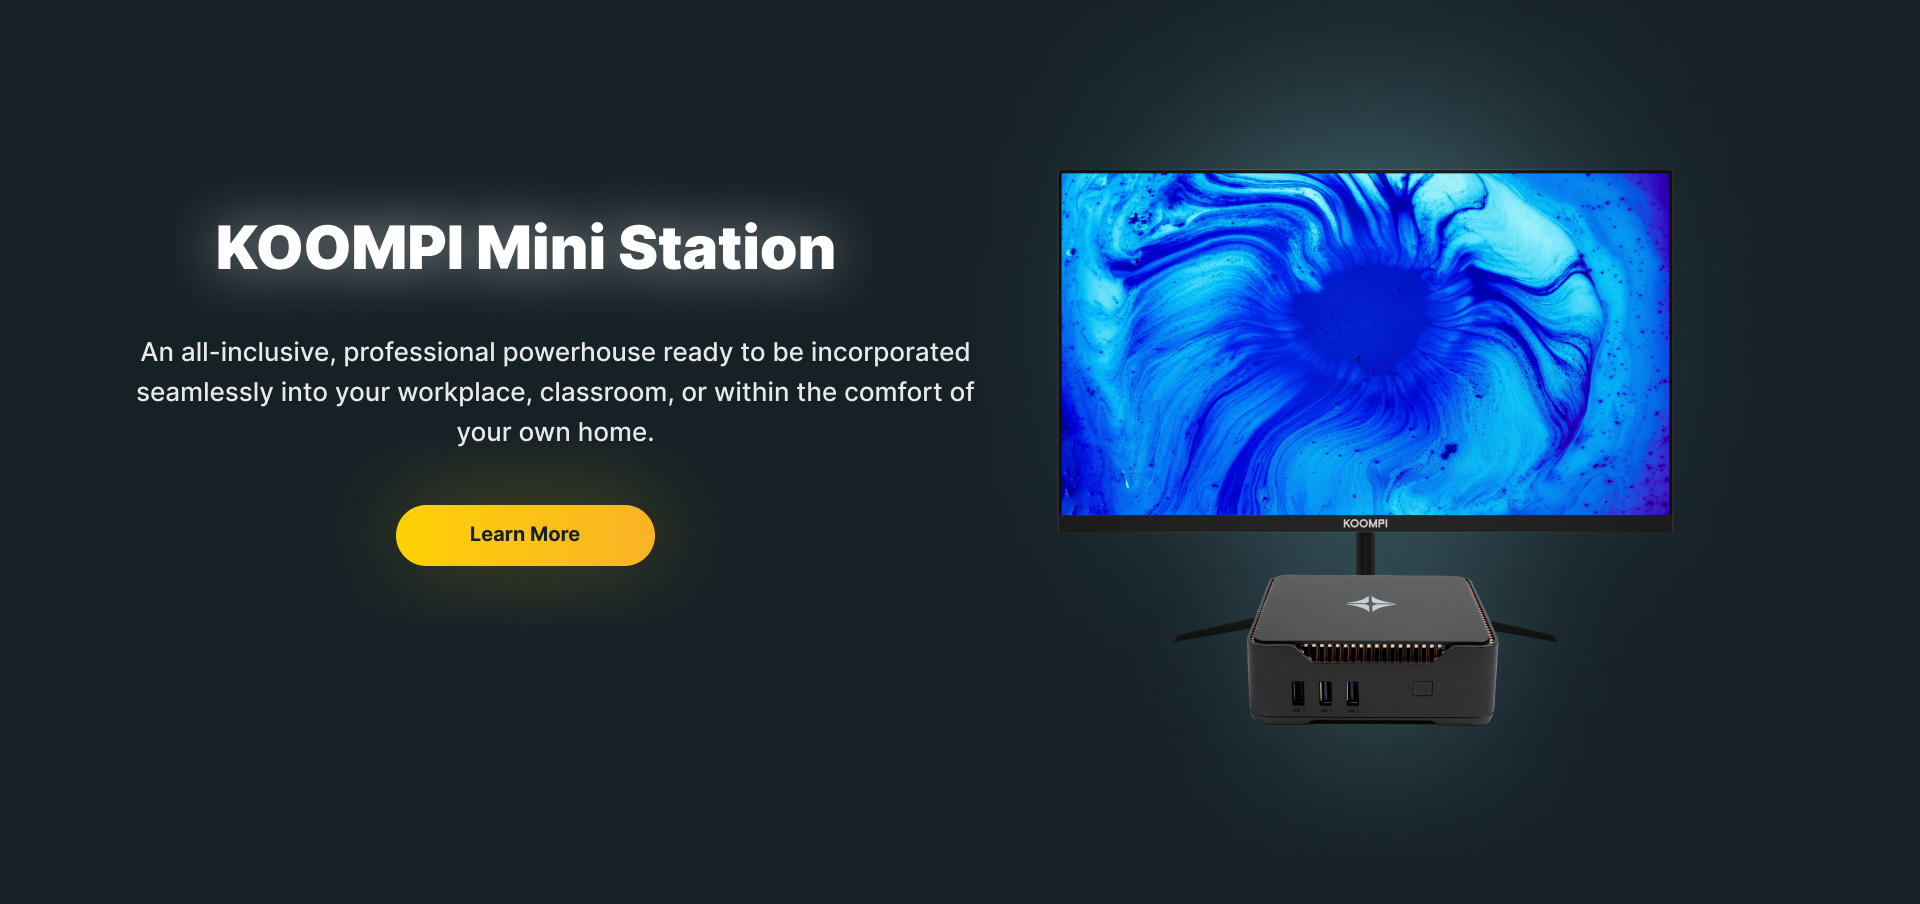 KOOMPI Mini Station
An all-inclusive, professional powerhouse ready to be incorporated
seamlessly into your workplace, classroom, or within the comfort of
your own home.
Learn More
KOOMPI